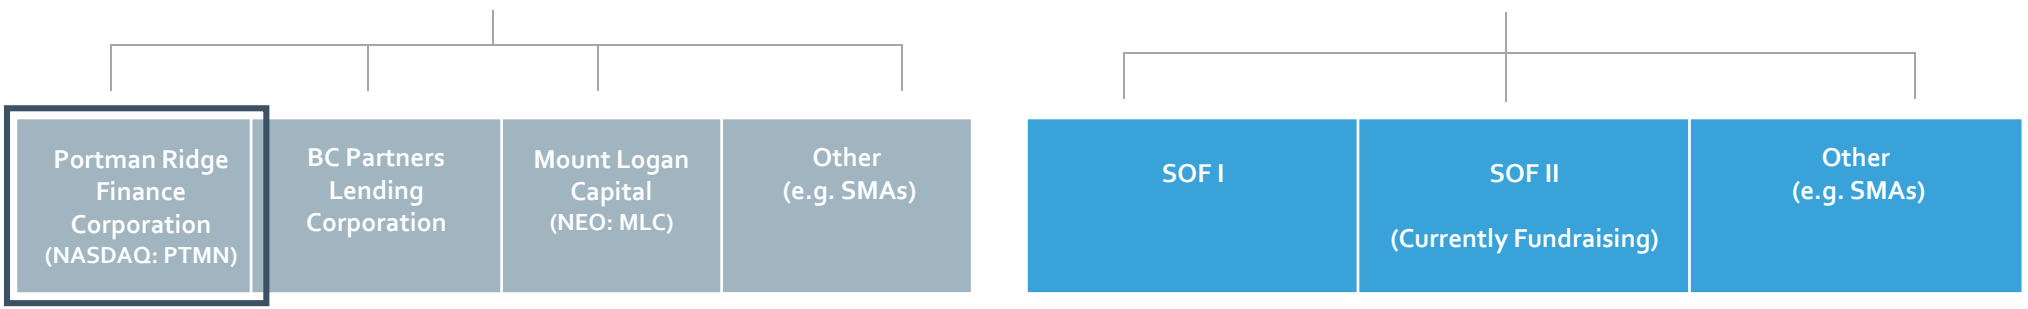 Portman Ridge
Finance
Corporation
(NASDAQ: PTMN)
BC Partners
Lending
Corporation
Mount Logan
Capital
(NEO: MLC)
Other
(e.g. SMAs)
SOF I
SOF II
(Currently Fundraising)
Other
(e.g. SMAs)